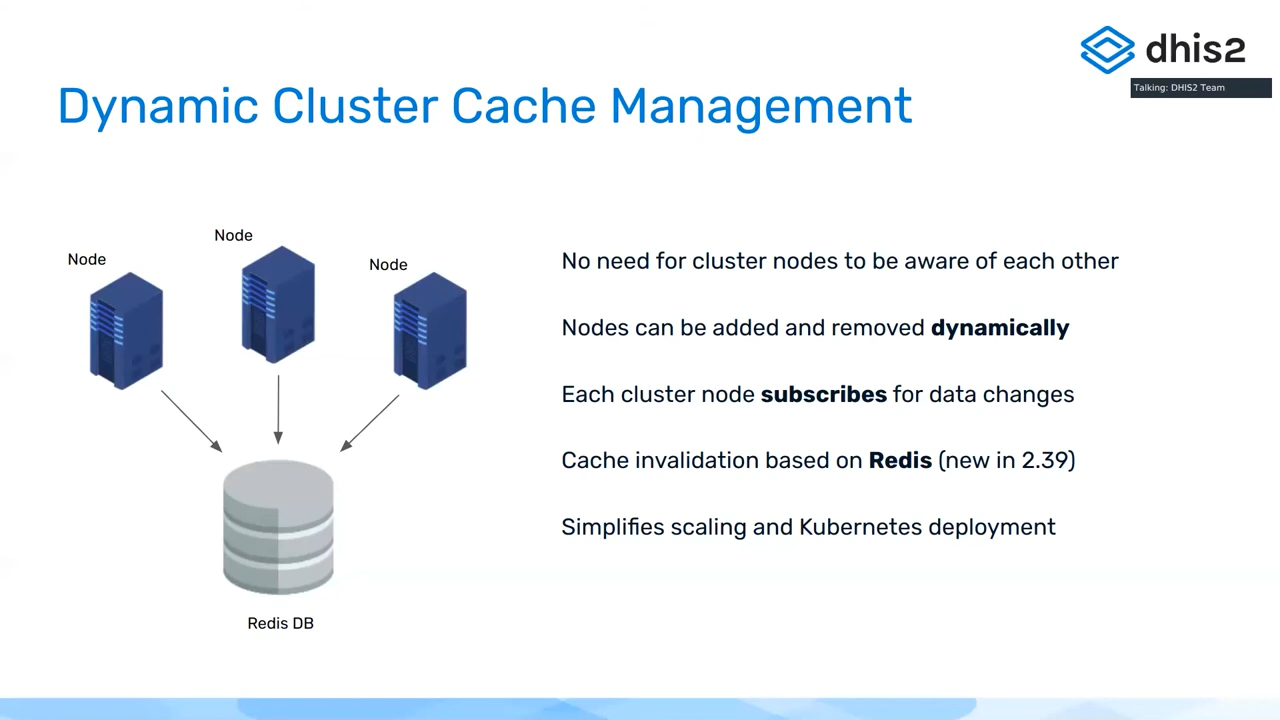 dhis2
Talking: DHIS2 Team
Dynamic Cluster Cache Management
Node
Node
Node
Redis DB
No need for cluster nodes to be aware of each other
Nodes can be added and removed dynamically
Each cluster node subscribes for data changes
Cache invalidation based on Redis (new in 2.39)
Simplifies scaling and Kubernetes deployment